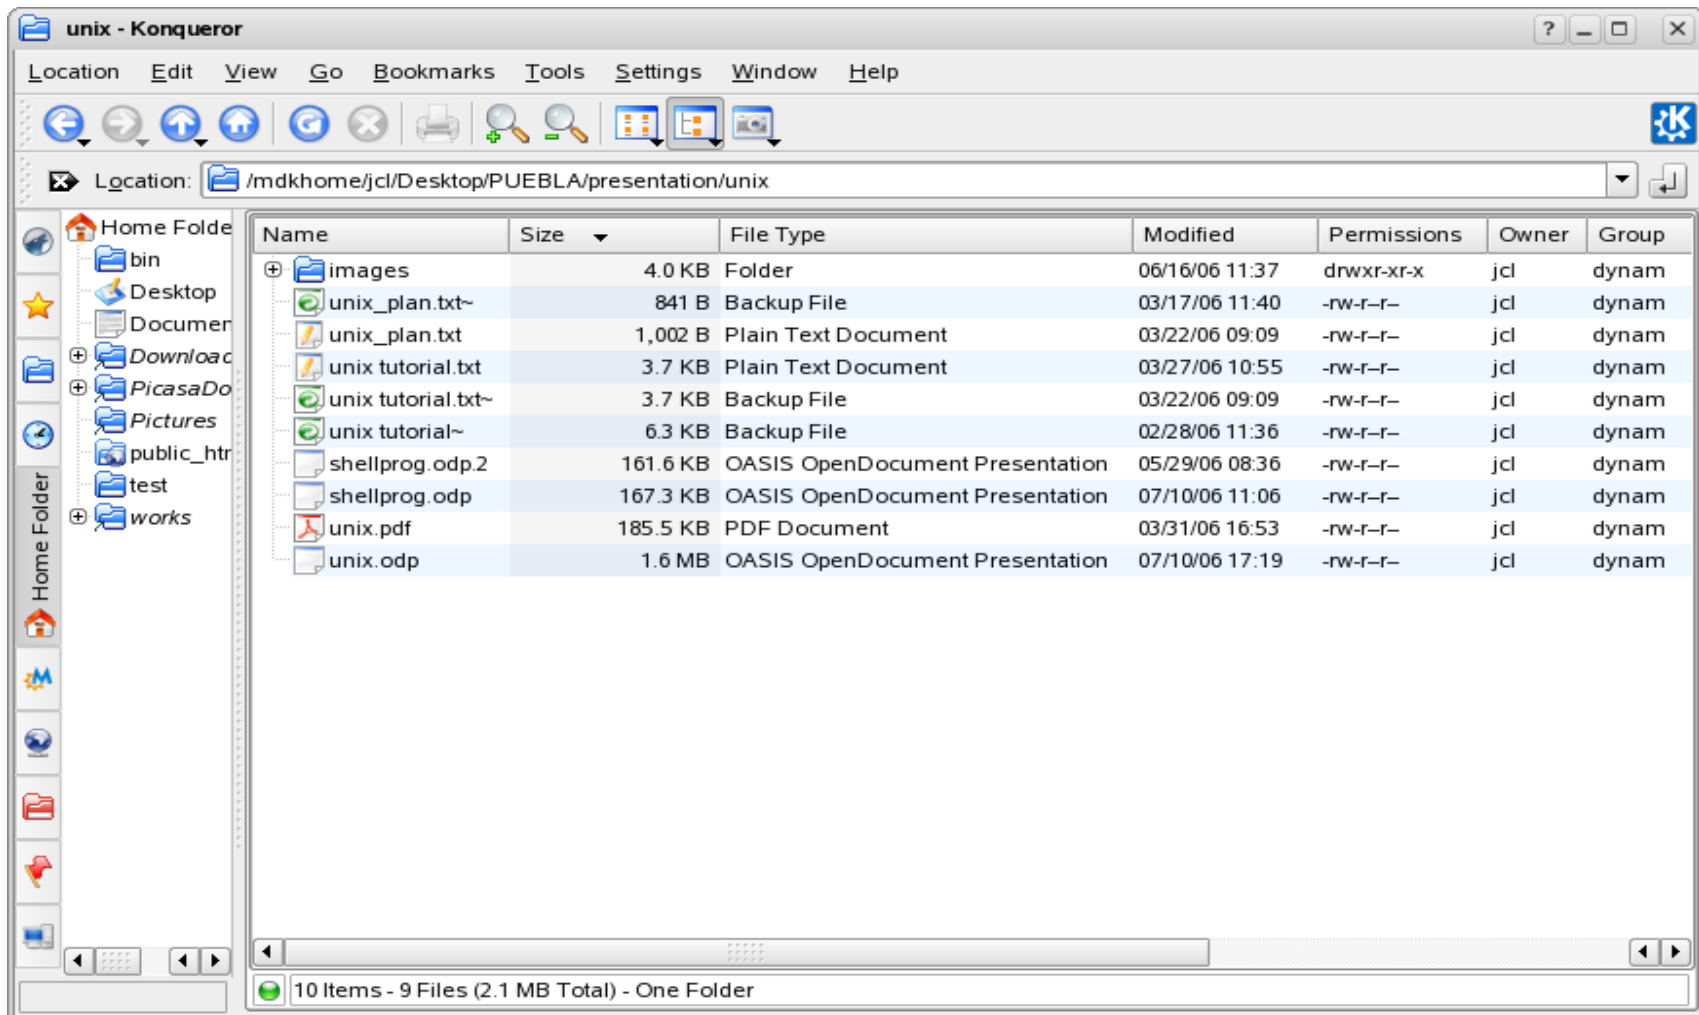 unix - Konqueror
Location Edit View Go Bookmarks Tools Settings Window Help
Location: /mdkhome/jcl/Desktop/PUEBLA/presentation/unix
Home Folde
bin
Desktop
Documen
Downloac
PicasaDo
Pictures
public_htr
test
works
Home Folder
Name Size File Type Modified Permissions Owner Group
images 4.0 KB Folder 06/16/06 11:37 drwxr-xr-x jcl dynam
unix_plan.txt~ 841 B Backup File 03/17/06 11:40 -rw-r--r-- jcl dynam
unix_plan.txt 1,002 B Plain Text Document 03/22/06 09:09 -rw-r--r-- jcl dynam
unix tutorial.txt 3.7 KB Plain Text Document 03/27/06 10:55 -rw-r--r-- jcl dynam
unix tutorial.txt~ 3.7 KB Backup File 03/22/06 09:09 -rw-r--r-- jcl dynam
unix tutorial~ 6.3 KB Backup File 02/28/06 11:36 -rw-r--r-- jcl dynam
shellprog.odp.2 161.6 KB OASIS OpenDocument Presentation 05/29/06 08:36 -rw-r--r-- jcl dynam
shellprog.odp 167.3 KB OASIS OpenDocument Presentation 07/10/06 11:06 -rw-r--r-- jcl dynam
unix.pdf 185.5 KB PDF Document 03/31/06 16:53 -rw-r--r-- jcl dynam
unix.odp 1.6 MB OASIS OpenDocument Presentation 07/10/06 17:19 -rw-r--r-- jcl dynam
10 Items - 9 Files (2.1 MB Total) - One Folder